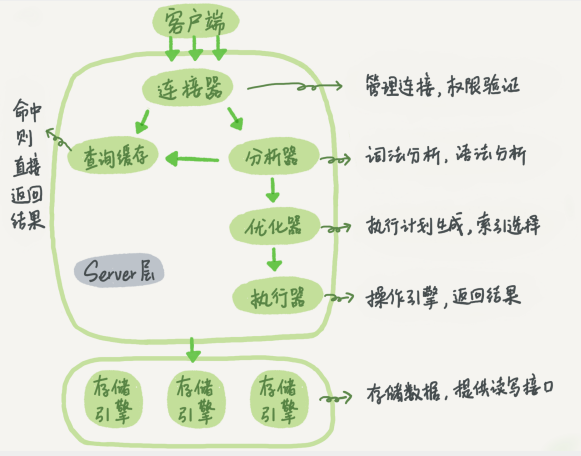 客户端
连接器
管理连接，权限验证
命中
则
直接
返回
结果
查询缓存
分析器
词法分析，语法分析
优化器
执行计划生成，索引选择
Server层
执行器
操作引擎，返回结果
存储
引擎
存储
引擎
存储
引擎
存储数据，提供读写接口